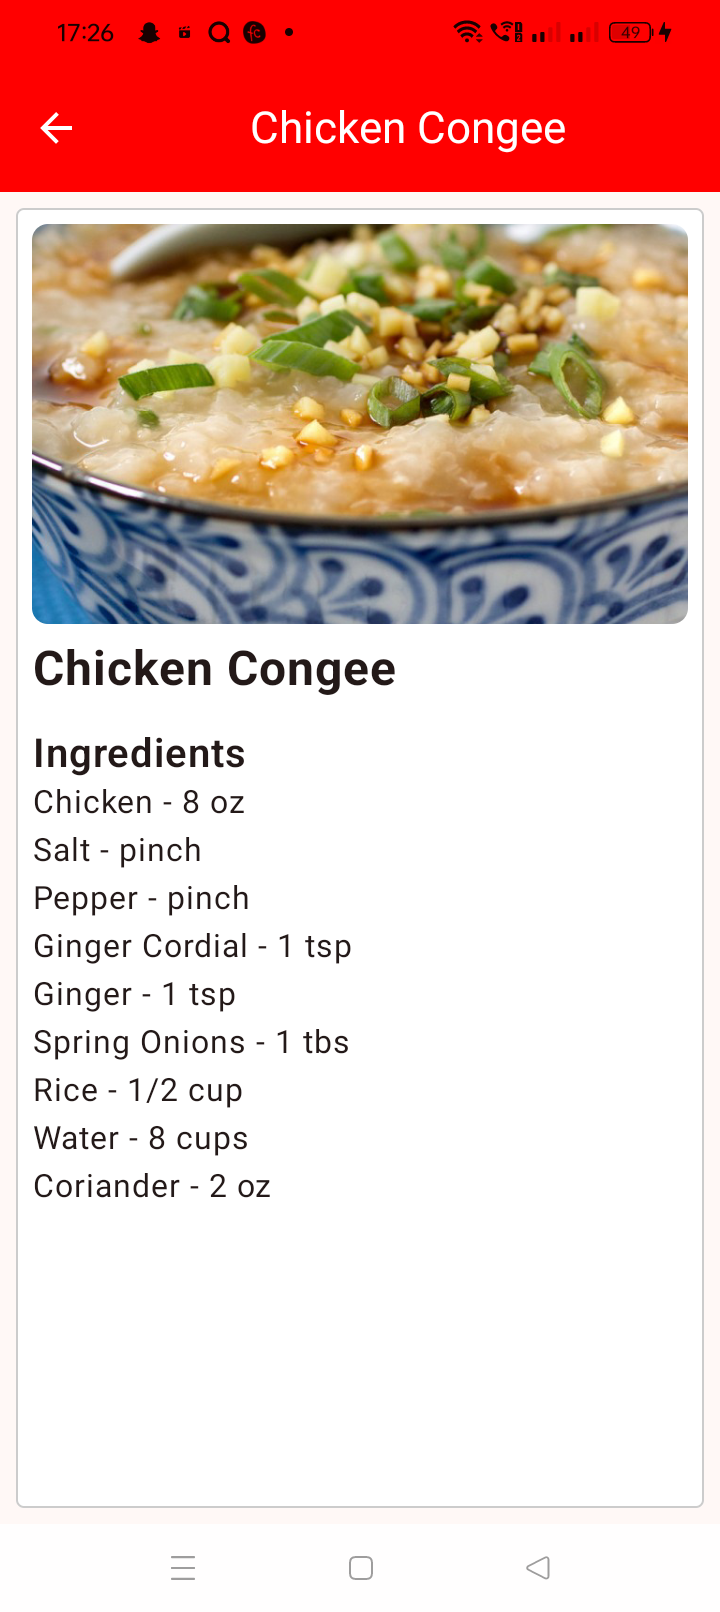 17:26
49
Chicken Congee
Chicken Congee
Ingredients
Chicken - 8 oz
Salt - pinch
Pepper - pinch
Ginger Cordial - 1 tsp
Ginger - 1 tsp
Spring Onions - 1 tbs
Rice - 1/2 cup
Water - 8 cups
Coriander - 2 oz